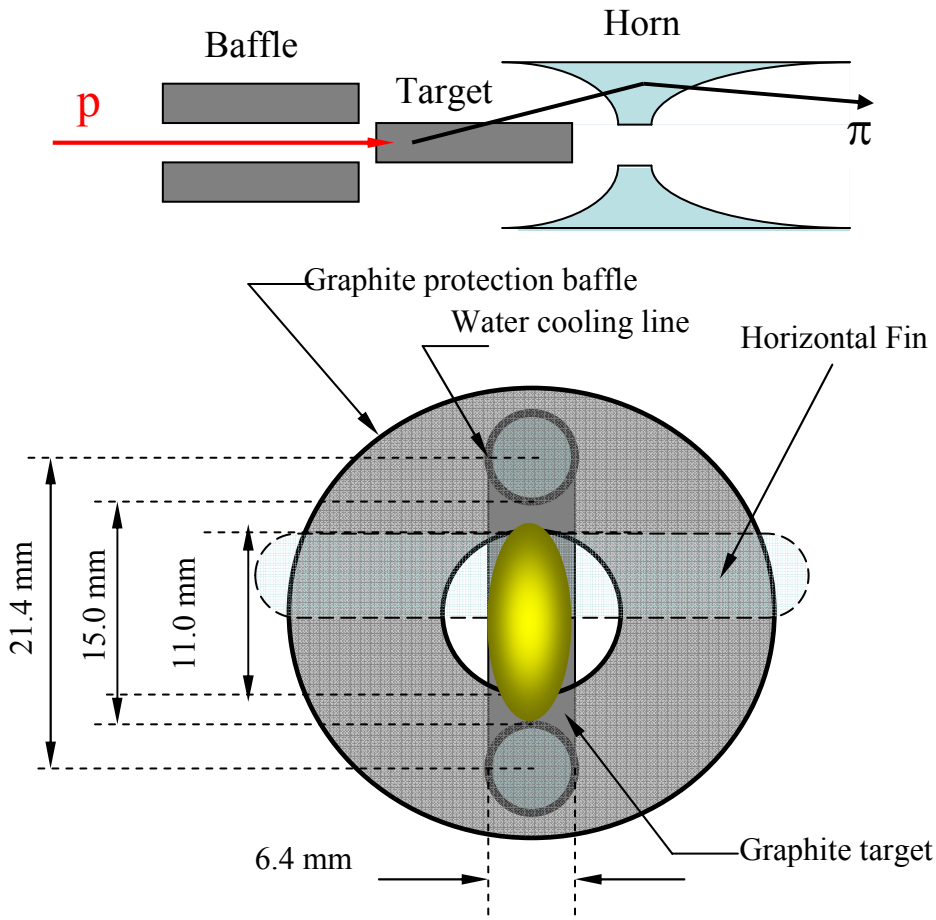 Horn
Baffle
Target
p
π
Graphite protection baffle
Water cooling line
Horizontal Fin
21.4 mm
15.0 mm
11.0 mm
Graphite target
6.4 mm